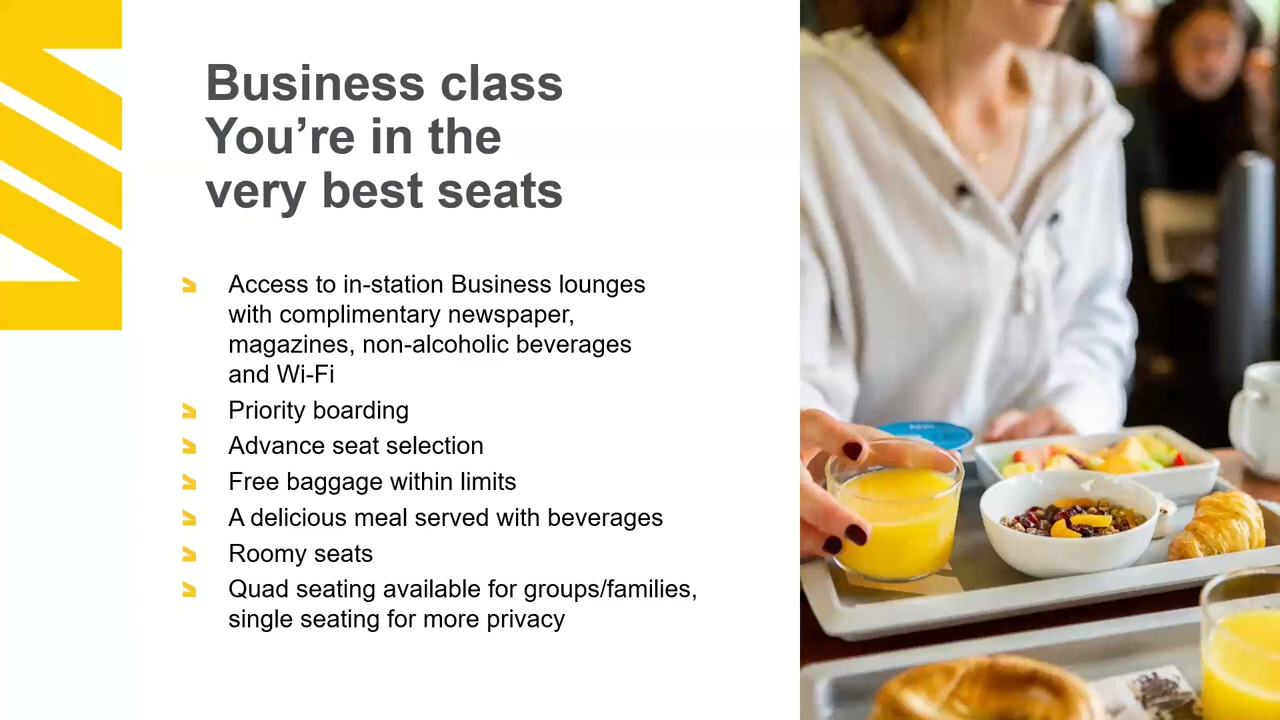 Business class
You’re in the
very best seats
Access to in-station Business lounges
with complimentary newspaper,
magazines, non-alcoholic beverages
and Wi-Fi
Priority boarding
Advance seat selection
Free baggage within limits
A delicious meal served with beverages
Roomy seats
Quad seating available for groups/families,
single seating for more privacy